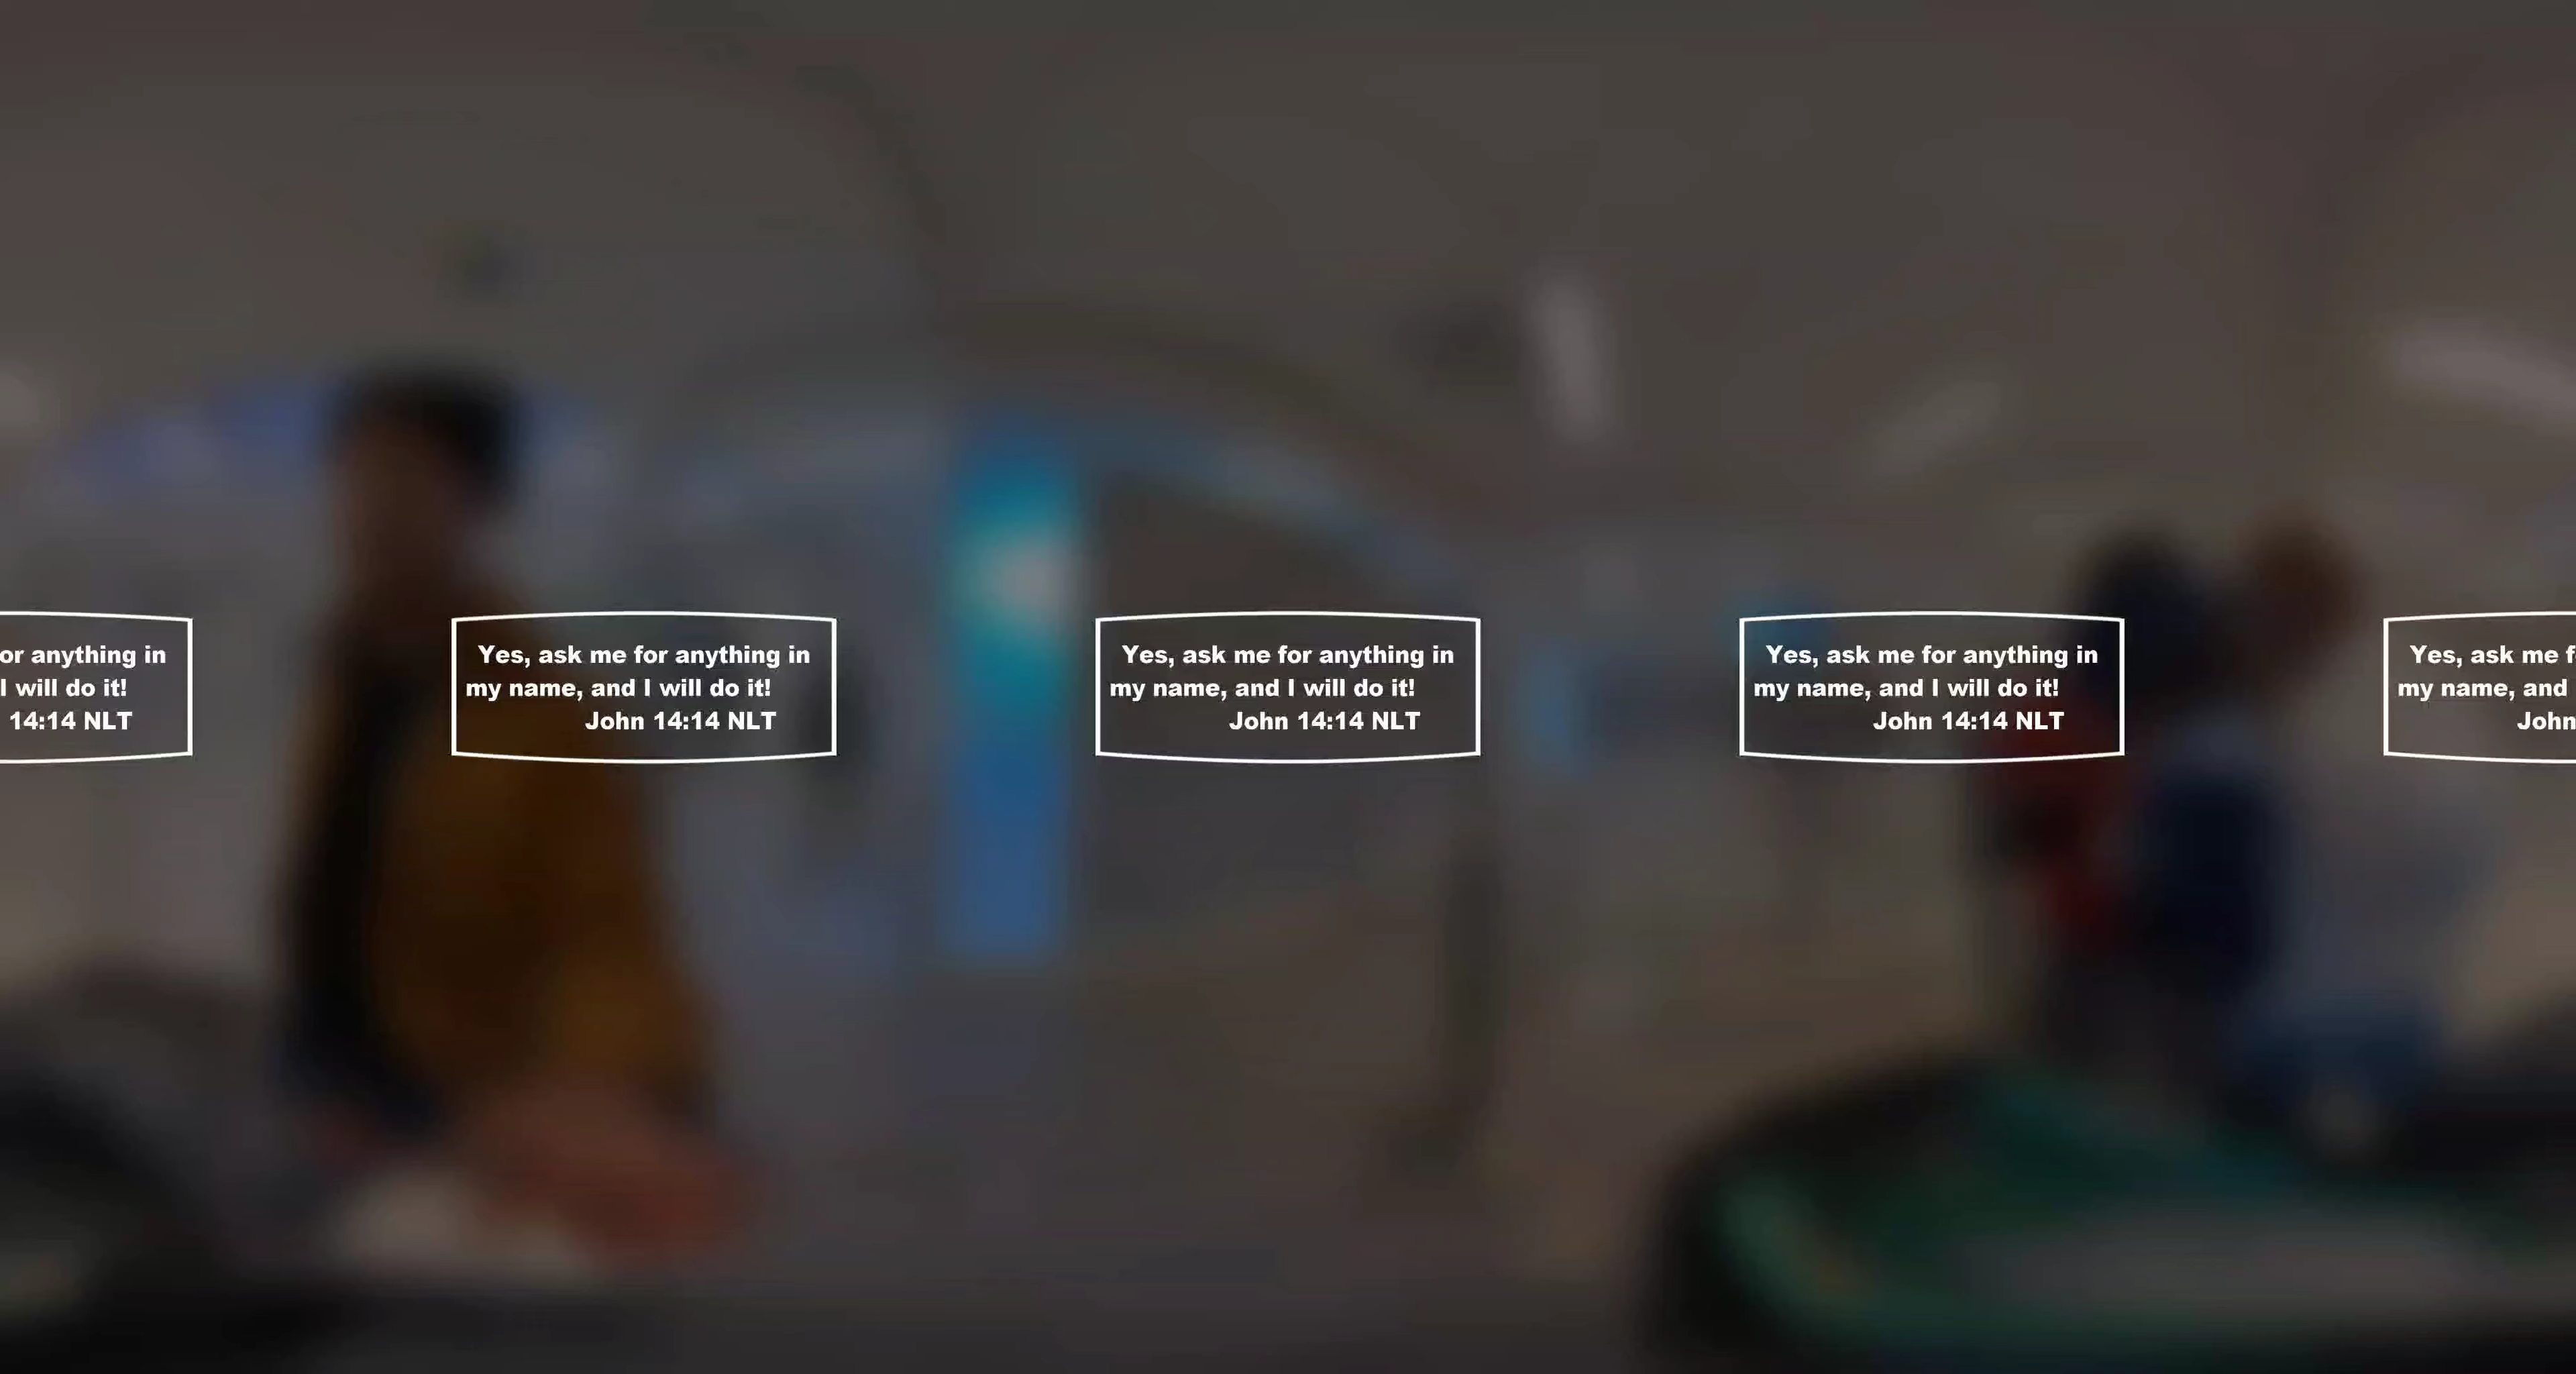 or anything in
I will do it!
14:14 NLT
Yes, ask me for anything in
my name, and I will do it!
John 14:14 NLT
Yes, ask me for anything in
my name, and I will do it!
John 14:14 NLT
Yes, ask me for anything in
my name, and I will do it!
John 14:14 NLT
Yes, ask me f
my name, and
John